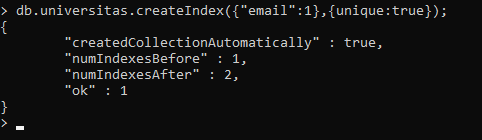 > db.universitas.createIndex({"email":1},{unique:true});
{
        "createdCollectionAutomatically" : true,
        "numIndexesBefore" : 1,
        "numIndexesAfter" : 2,
        "ok" : 1
}
>